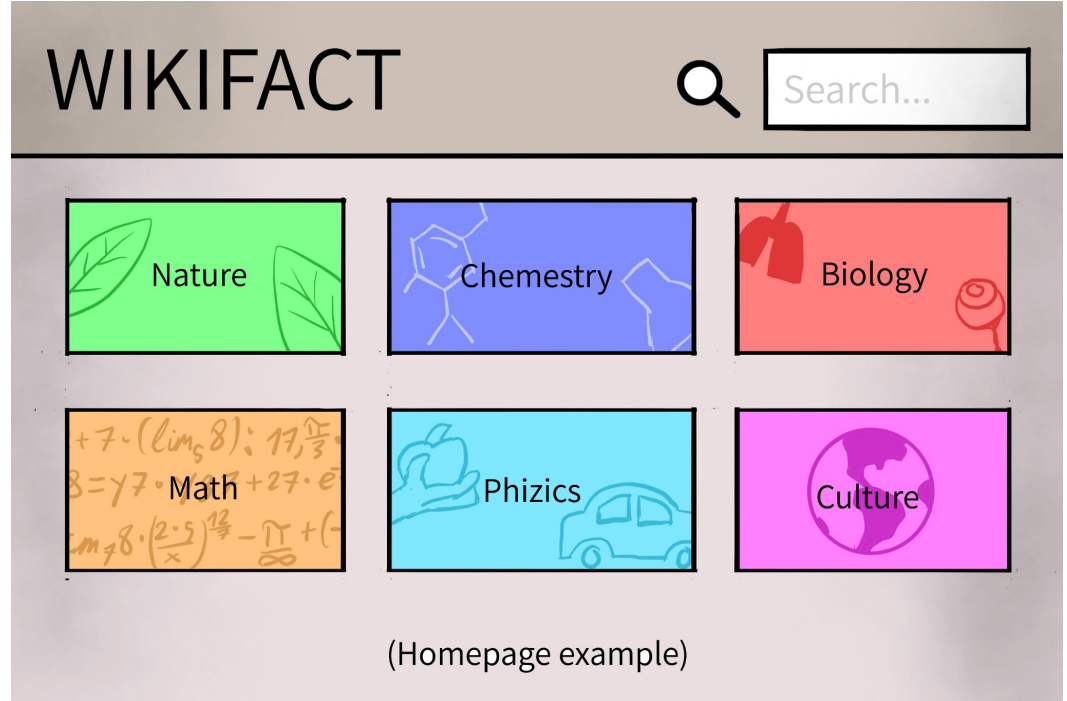 WIKIFACT
Search...
Nature
Chemestry
Biology
Math
Phizics
Culture
(Homepage example)